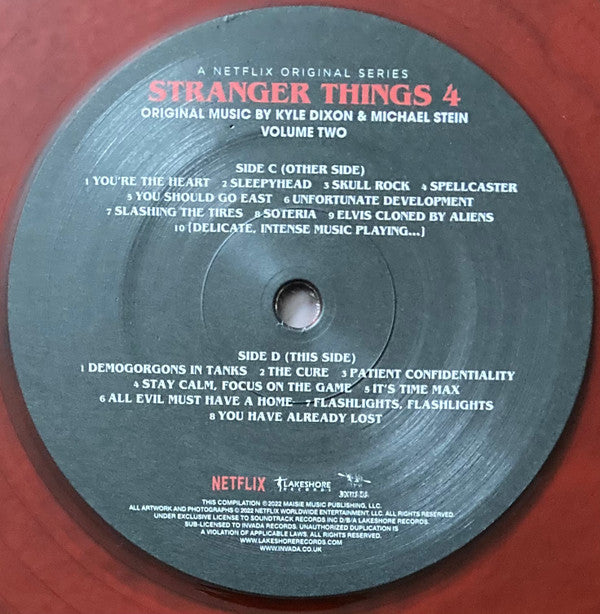 A NETFLIX ORIGINAL SERIES
STRANGER THINGS 4
ORIGINAL MUSIC BY KYLE DIXON & MICHAEL STEIN
VOLUME TWO
SIDE C (OTHER SIDE)
1 YOU'RE THE HEART 2 SLEEPYHEAD 3 SKULL ROCK 4 SPELLCASTER
5 YOU SHOULD GO EAST 6 UNFORTUNATE DEVELOPMENT
7 SLASHING THE TIRES 8 SOTERIA 9 ELVIS CLONED BY ALIENS
10 [DELICATE, INTENSE MUSIC PLAYING...]
SIDE D (THIS SIDE)
1 DEMOGORGONS IN TANKS 2 THE CURE 3 PATIENT CONFIDENTIALITY
4 STAY CALM, FOCUS ON THE GAME 5 IT'S TIME MAX
6 ALL EVIL MUST HAVE A HOME 7 FLASHLIGHTS, FLASHLIGHTS
8 YOU HAVE ALREADY LOST
NETFLIX LAKESHORE RECORDS
THIS COMPILATION ©2022 MAISIE MUSIC PUBLISHING, LLC.
ALL ARTWORK AND PHOTOGRAPHS ©2022 NETFLIX WORLDWIDE ENTERTAINMENT, LLC. ALL RIGHTS RESERVED.
UNDER EXCLUSIVE LICENSE TO SOUNDTRACK RECORDS INC D/B/A LAKESHORE RECORDS.
SUB-LICENSED TO INVADA RECORDS. UNAUTHORIZED DUPLICATION IS
A VIOLATION OF APPLICABLE LAWS. ALL RIGHTS RESERVED.
WWW.LAKESHORERECORDS.COM
WWW.INVADA.CO.UK